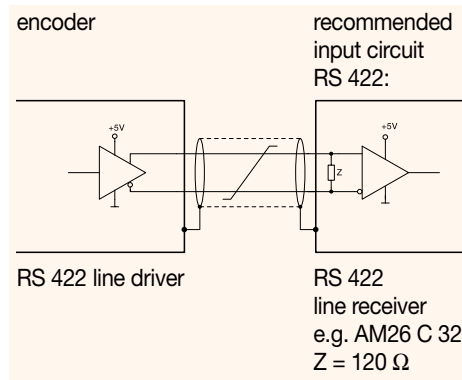 encoder
recommended
input circuit
RS 422:
+5V
+5V
Z
RS 422 line driver
RS 422
line receiver
e.g. AM26 C 32
Z = 120 Ω